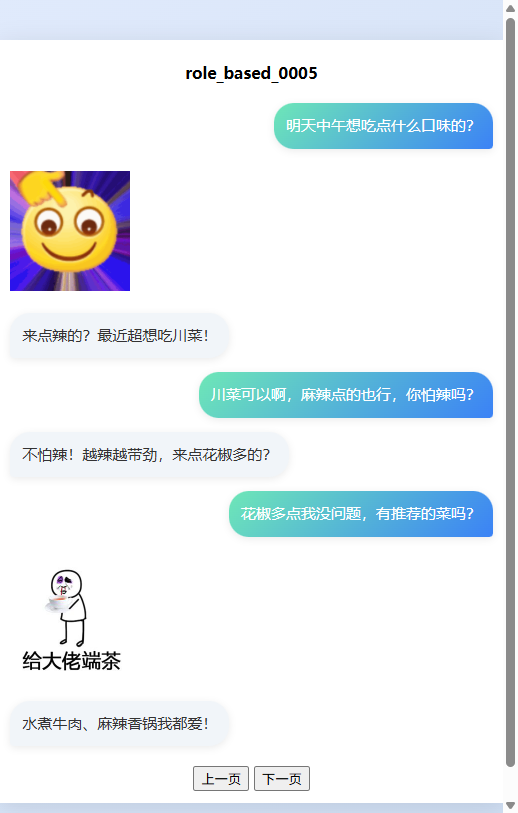 role_based_0005
明天中午想吃点什么口味的？
来点辣的？最近超想吃川菜！
川菜可以啊，麻辣点的也行，你怕辣吗？
不怕辣！越辣越带劲，来点花椒多的？
花椒多点我没问题，有推荐的菜吗？
给大佬端茶
水煮牛肉、麻辣香锅我都爱！
上一页 下一页